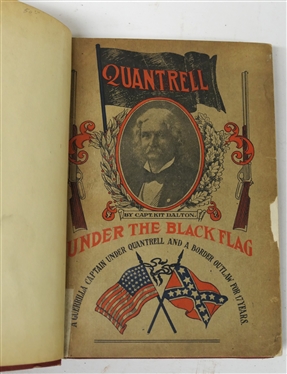 QUANTRELL
BY CAPT. KIT DALTON.
UNDER THE BLACK FLAG
A GUERRILLA CAPTAIN UNDER QUANTRELL AND A BORDER OUTLAW FOR 17 YEARS.